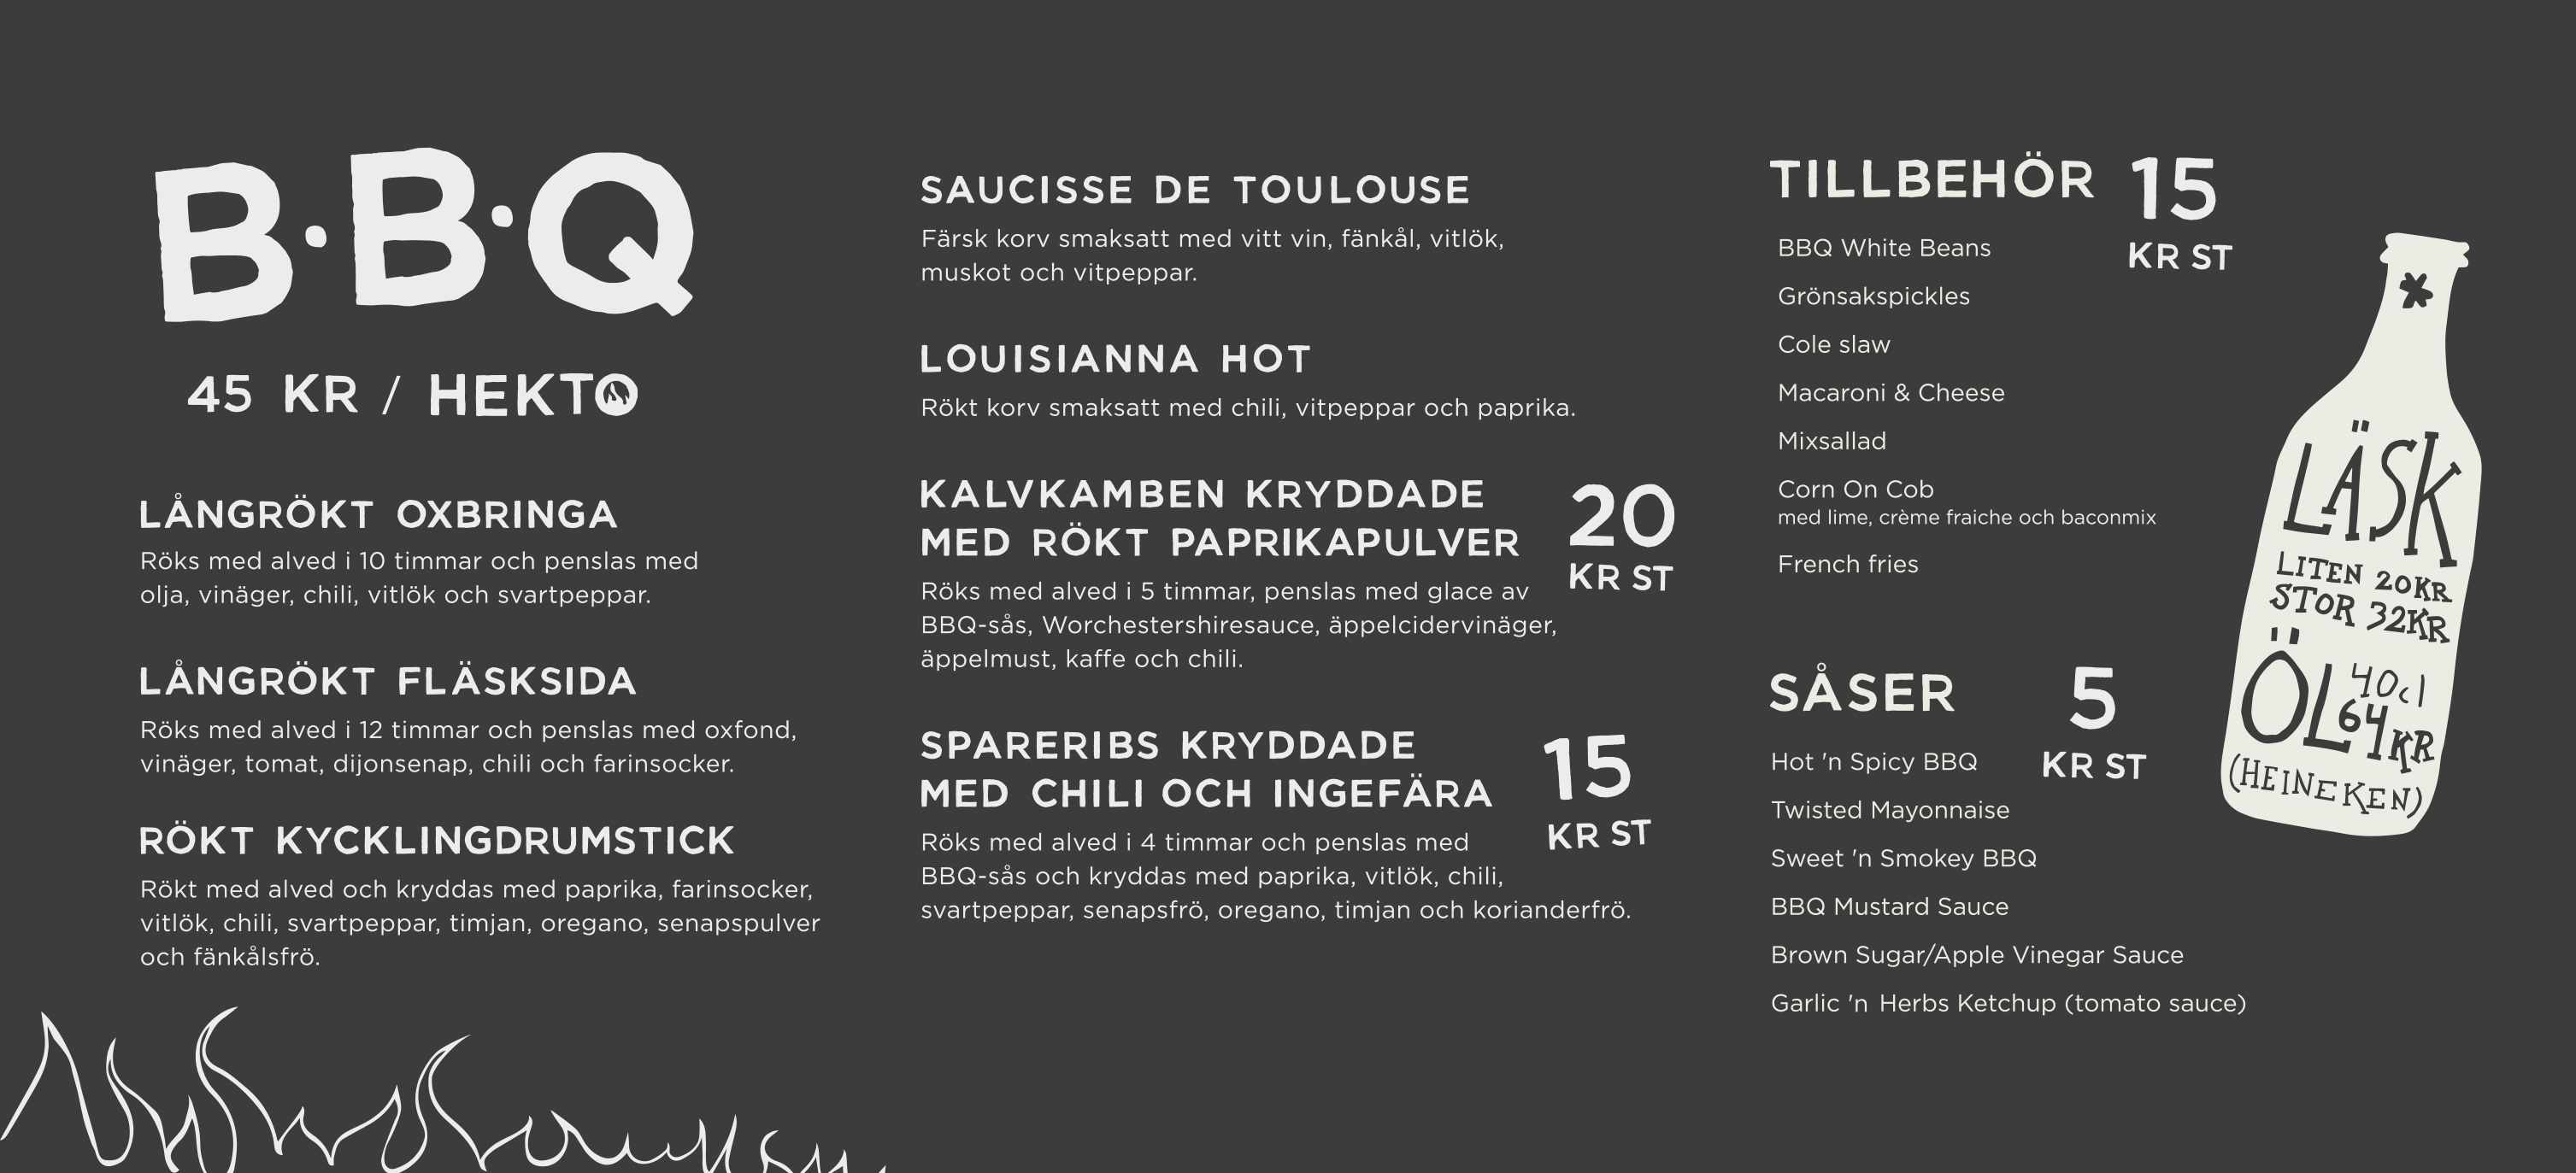 B·B·Q
45 KR / HEKTO
LÅNGRÖKT OXBRINGA
Röks med alved i 10 timmar och penslas med
olja, vinäger, chili, vitlök och svartpeppar.
LÅNGRÖKT FLÄSKSIDA
Röks med alved i 12 timmar och penslas med oxfond,
vinäger, tomat, dijonsenap, chili och farinsocker.
RÖKT KYCKLINGDRUMSTICK
Rökt med alved och kryddas med paprika, farinsocker,
vitlök, chili, svartpeppar, timjan, oregano, senapspulver
och fänkålsfrö.
SAUCISSE DE TOULOUSE
Färsk korv smaksatt med vitt vin, fänkål, vitlök,
muskot och vitpeppar.
LOUISIANNA HOT
Rökt korv smaksatt med chili, vitpeppar och paprika.
KALVKAMBEN KRYDDADE
MED RÖKT PAPRIKAPULVER
20
KR ST
Röks med alved i 5 timmar, penslas med glace av
BBQ-sås, Worchestershiresauce, äppelcidervinäger,
äppelmust, kaffe och chili.
SPARERIBS KRYDDADE
MED CHILI OCH INGEFÄRA
15
KR ST
Röks med alved i 4 timmar och penslas med
BBQ-sås och kryddas med paprika, vitlök, chili,
svartpeppar, senapsfrö, oregano, timjan och korianderfrö.
TILLBEHÖR
15
KR ST
BBQ White Beans
Grönsakspickles
Cole slaw
Macaroni & Cheese
Mixsallad
Corn On Cob
med lime, crème fraiche och baconmix
French fries
SÅSER
5
KR ST
Hot 'n Spicy BBQ
Twisted Mayonnaise
Sweet 'n Smokey BBQ
BBQ Mustard Sauce
Brown Sugar/Apple Vinegar Sauce
Garlic 'n Herbs Ketchup (tomato sauce)
LÄSK
LITEN 20KR
STOR 32KR
ÖL 40cl
64KR
(HEINEKEN)